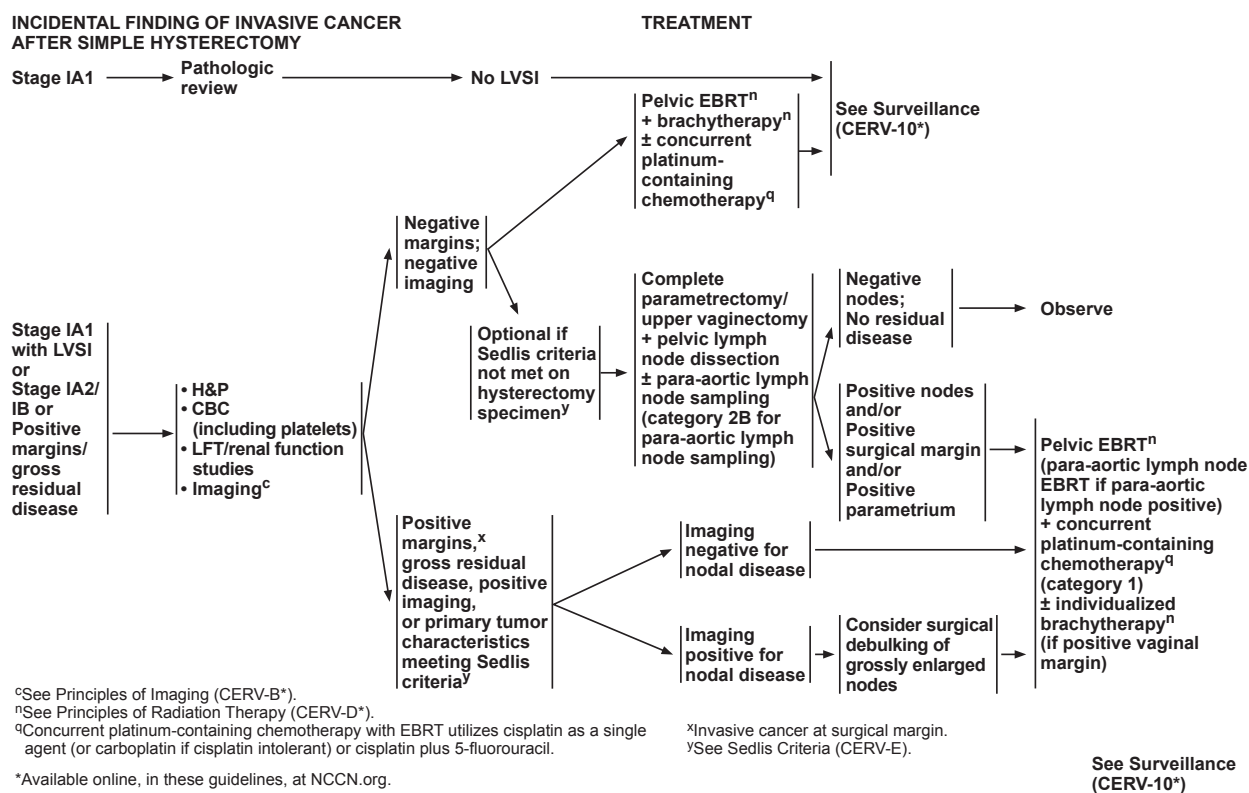 INCIDENTAL FINDING OF INVASIVE CANCER
AFTER SIMPLE HYSTERECTOMY
TREATMENT
Stage IA1
Pathologic
review
No LVSI
See Surveillance
(CERV-10*)
Stage IA1
with LVSI
or
Stage IA2/
IB or
Positive
margins/
gross
residual
disease
• H&P
• CBC
(including platelets)
• LFT/renal function
studies
• Imagingᶜ
Negative
margins;
negative
imaging
Pelvic EBRTⁿ
+ brachytherapyⁿ
± concurrent
platinum-
containing
chemotherapy^q
Optional if
Sedlis criteria
not met on
hysterectomy
specimenʸ
Complete
parametrectomy/
upper vaginectomy
+ pelvic lymph
node dissection
± para-aortic lymph
node sampling
(category 2B for
para-aortic lymph
node sampling)
Negative
nodes;
No residual
disease
Observe
Positive nodes
and/or
Positive
surgical margin
and/or
Positive
parametrium
Positive
margins,ˣ
gross residual
disease, positive
imaging,
or primary tumor
characteristics
meeting Sedlis
criteriaʸ
Imaging
negative for
nodal disease
Imaging
positive for
nodal disease
Consider surgical
debulking of
grossly enlarged
nodes
Pelvic EBRTⁿ
(para-aortic lymph node
EBRT if para-aortic
lymph node positive)
+ concurrent
platinum-containing
chemotherapy^q
(category 1)
± individualized
brachytherapyⁿ
(if positive vaginal
margin)
ᶜSee Principles of Imaging (CERV-B*).
ⁿSee Principles of Radiation Therapy (CERV-D*).
^qConcurrent platinum-containing chemotherapy with EBRT utilizes cisplatin as a single
agent (or carboplatin if cisplatin intolerant) or cisplatin plus 5-fluorouracil.
ˣInvasive cancer at surgical margin.
ʸSee Sedlis Criteria (CERV-E).
*Available online, in these guidelines, at NCCN.org.
See Surveillance
(CERV-10*)